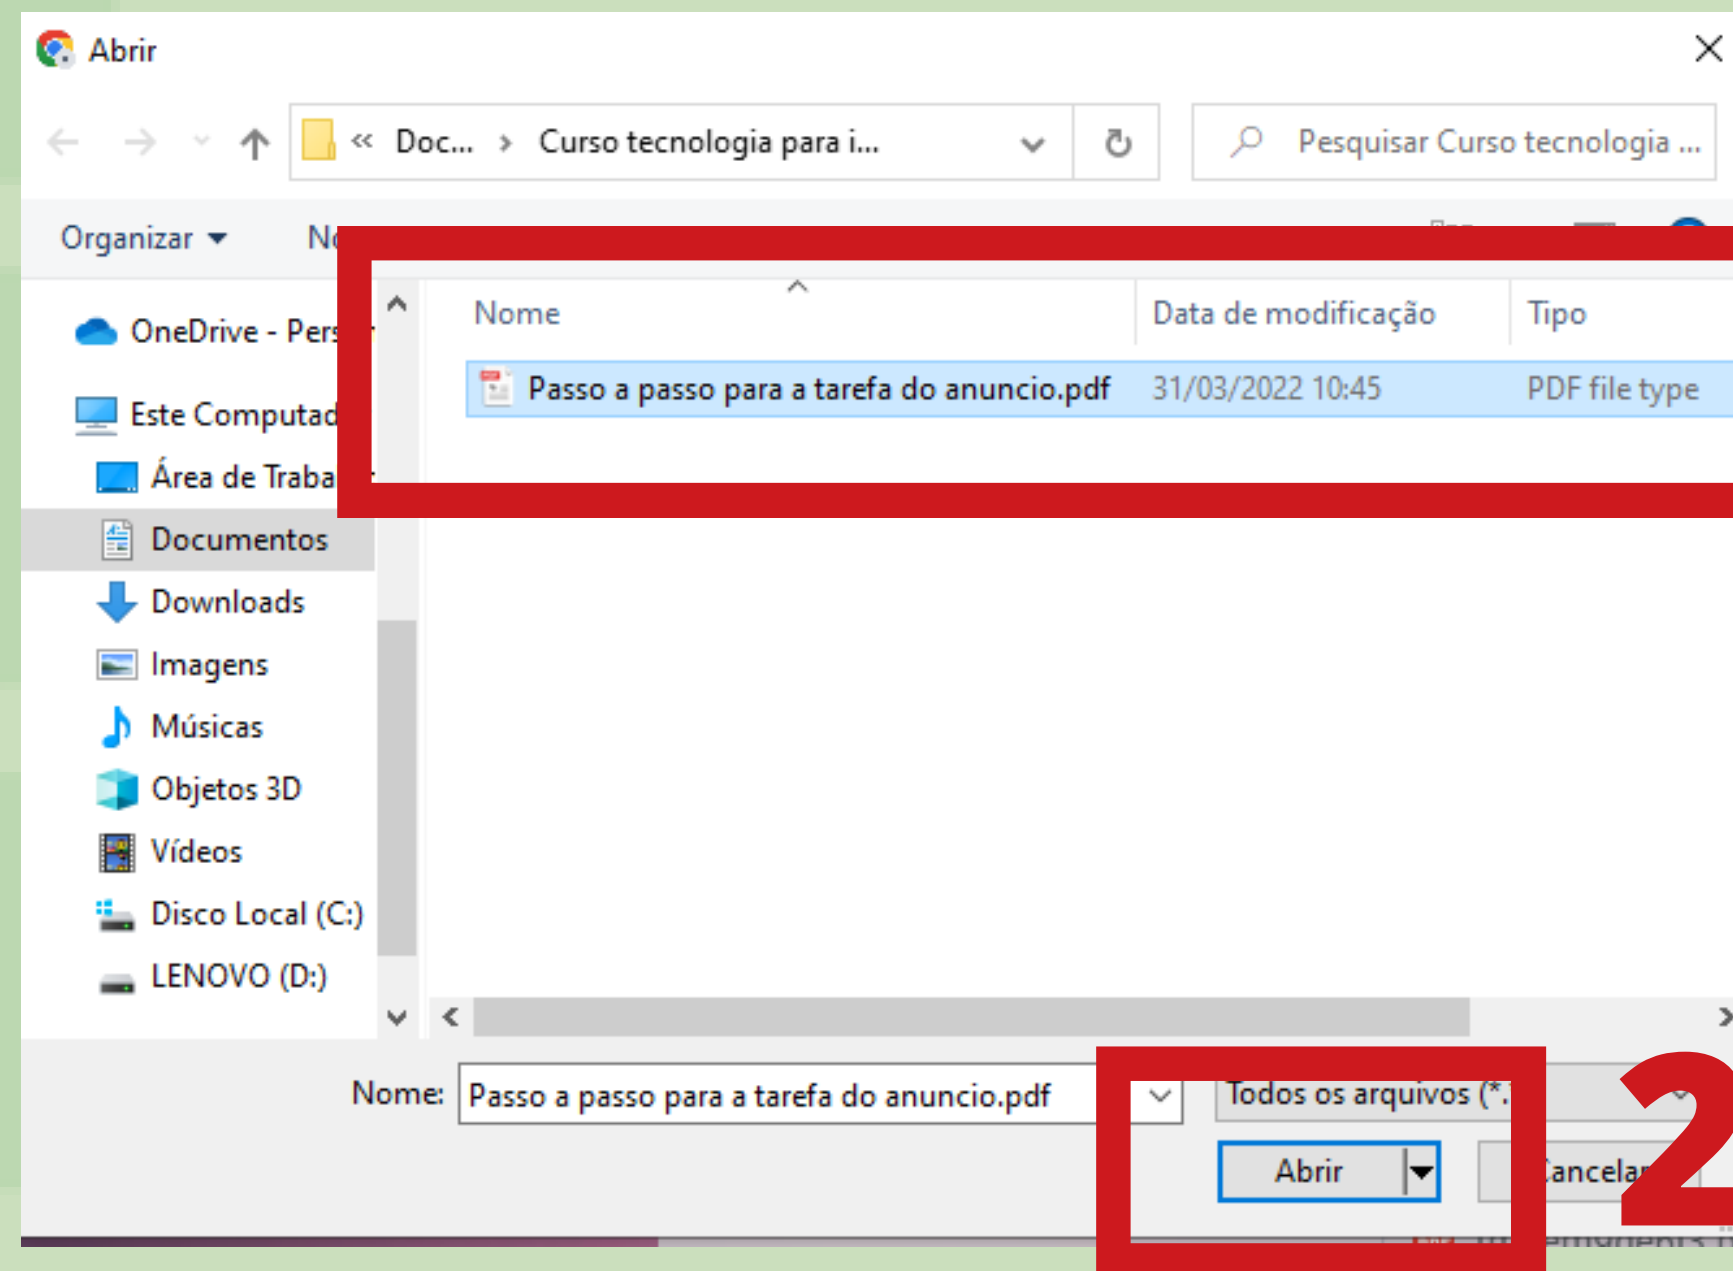 Abrir
Doc... Curso tecnologia para i...
Pesquisar Curso tecnologia ...
Organizar
Nome Data de modificação Tipo
Passo a passo para a tarefa do anuncio.pdf 31/03/2022 10:45 PDF file type
OneDrive - Pers
Este Computad
Área de Traba
Documentos
Downloads
Imagens
Músicas
Objetos 3D
Vídeos
Disco Local (C:)
LENOVO (D:)
Nome: Passo a passo para a tarefa do anuncio.pdf Todos os arquivos (*.
2
Abrir Cancelar